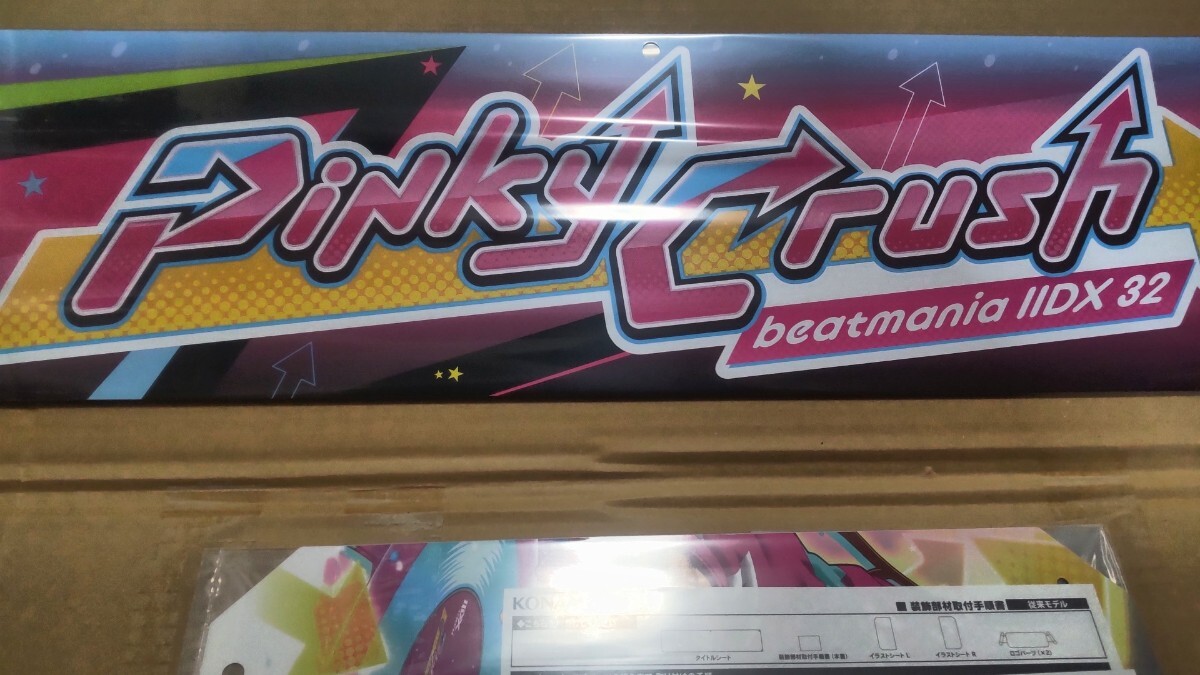 Pinky Crush
beatmania IIDX 32
KONA
■ 装飾部材取付手順書 従来モデル
タイトルシート
装飾部材取付手順書（本書）
イラストシート L
イラストシート R
ロゴパーツ（×2）